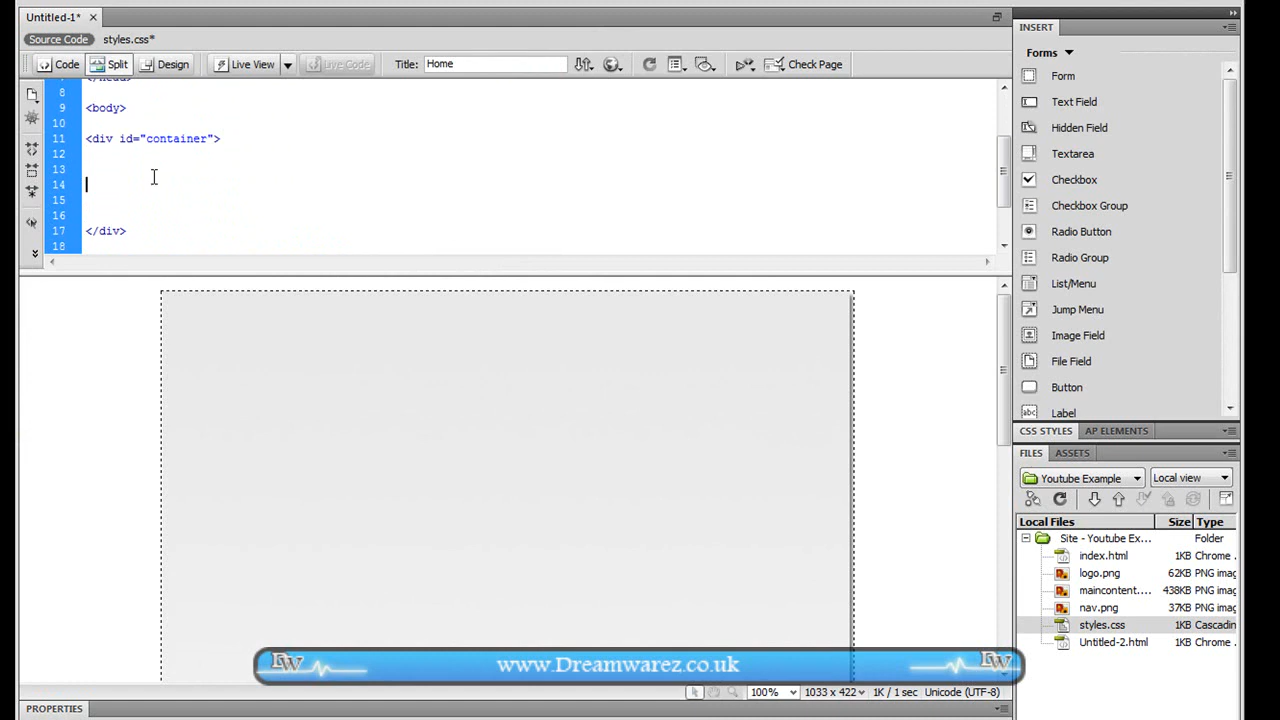 Untitled-1* ×
INSERT
Source Code styles.css*
Forms
Code Split Design Live View Live Code Title: Home Check Page
Form
Text Field
Hidden Field
Textarea
Checkbox
Checkbox Group
Radio Button
Radio Group
List/Menu
Jump Menu
Image Field
File Field
Button
Label
</head>
8
9 <body>
10
11 <div id="container">
12
13
14
15
16
17 </div>
18
CSS STYLES AP ELEMENTS
FILES ASSETS
Youtube Example Local view
Local Files Size Type
Site - Youtube Ex... Folder
index.html 1KB Chrome .
logo.png 62KB PNG imag
maincontent.... 438KB PNG imag
nav.png 37KB PNG imag
styles.css 1KB Cascadin
Untitled-2.html 1KB Chrome .
DW www.Dreamwarez.co.uk DW
100% 1033 x 422 1K / 1 sec Unicode (UTF-8)
PROPERTIES